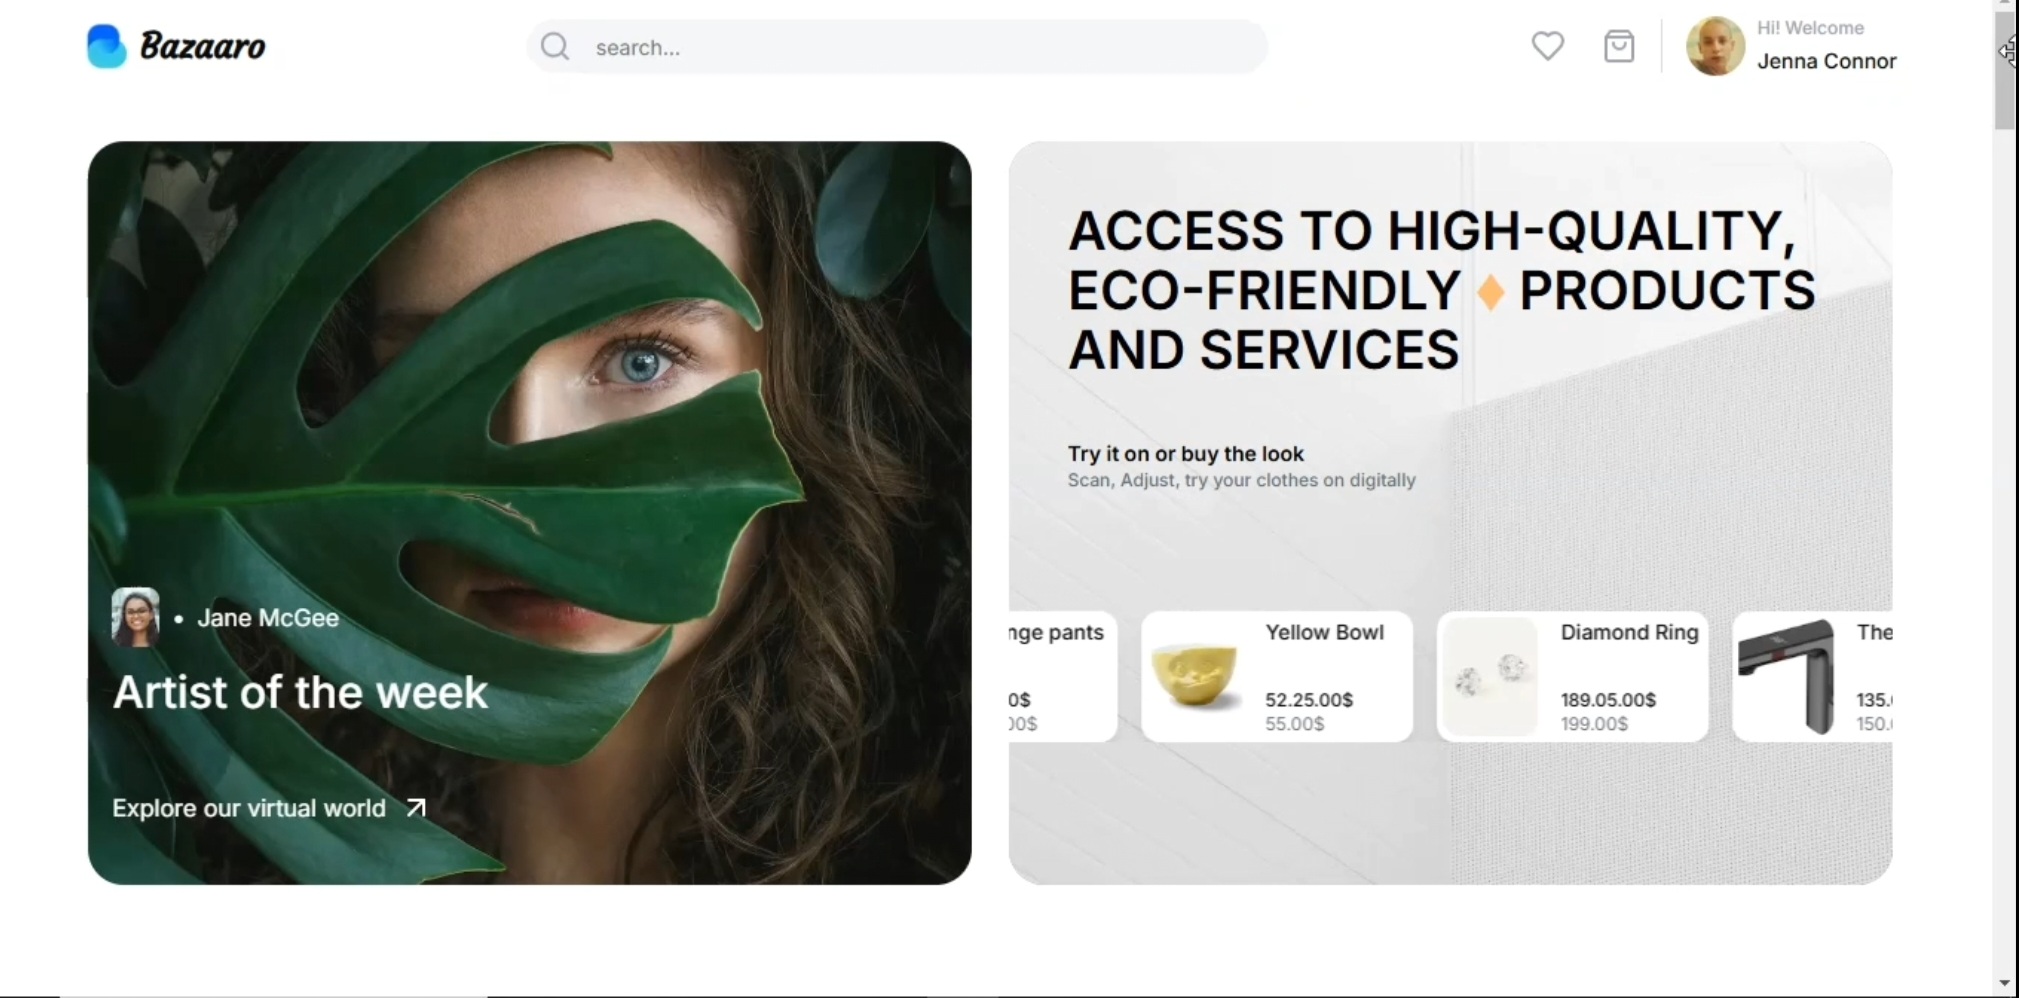 Bazaaro
search...
Hi! Welcome
Jenna Connor
Jane McGee
Artist of the week
Explore our virtual world
ACCESS TO HIGH-QUALITY,
ECO-FRIENDLY ♦ PRODUCTS
AND SERVICES
Try it on or buy the look
Scan, Adjust, try your clothes on digitally
nge pants
0$
00$
Yellow Bowl
52.25.00$
55.00$
Diamond Ring
189.05.00$
199.00$
The
135.
150.